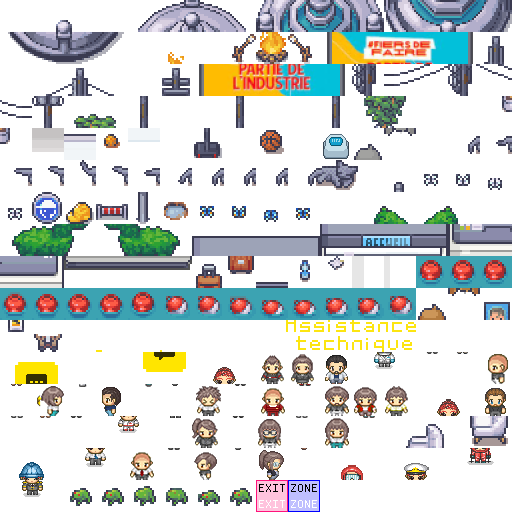 #FIERS DE
FAIRE
PARTIE DE
L'INDUSTRIE
ACCUEIL
Assistance
technique
EXIT ZONE
EXIT ZONE